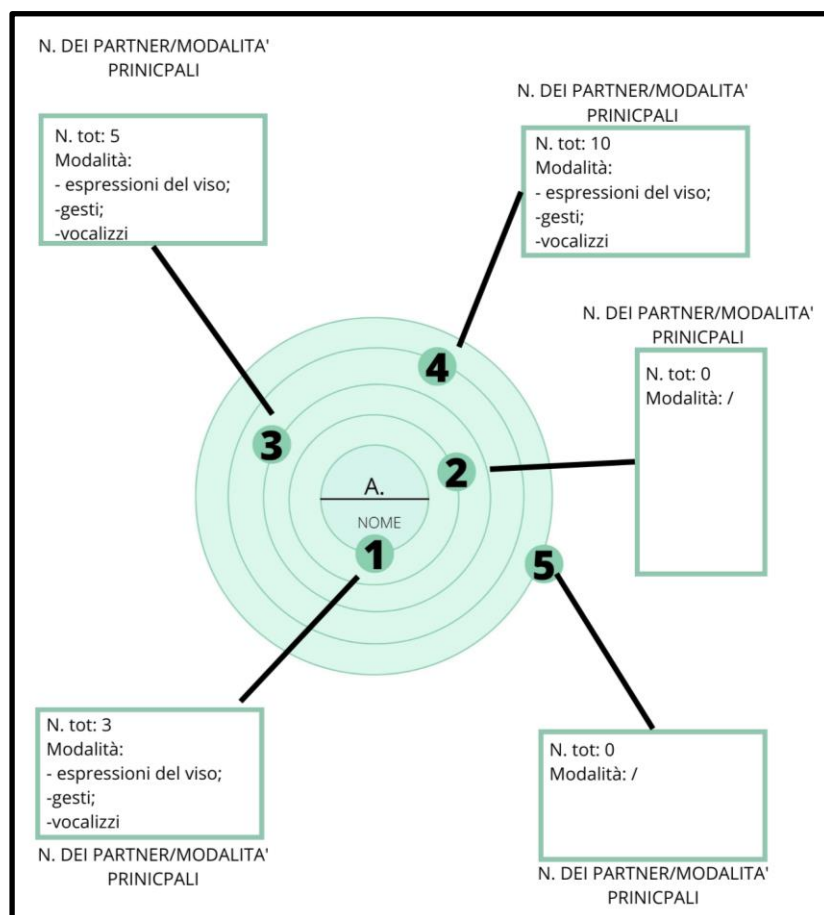 N. DEI PARTNER/MODALITA'
PRINICPALI
N. tot: 5
Modalità:
- espressioni del viso;
-gesti;
-vocalizzi
N. DEI PARTNER/MODALITA'
PRINICPALI
N. tot: 10
Modalità:
- espressioni del viso;
-gesti;
-vocalizzi
N. DEI PARTNER/MODALITA'
PRINICPALI
N. tot: 0
Modalità: /
4
3
2
A.
NOME
1
5
N. tot: 3
Modalità:
- espressioni del viso;
-gesti;
-vocalizzi
N. DEI PARTNER/MODALITA'
PRINICPALI
N. tot: 0
Modalità: /
N. DEI PARTNER/MODALITA'
PRINICPALI